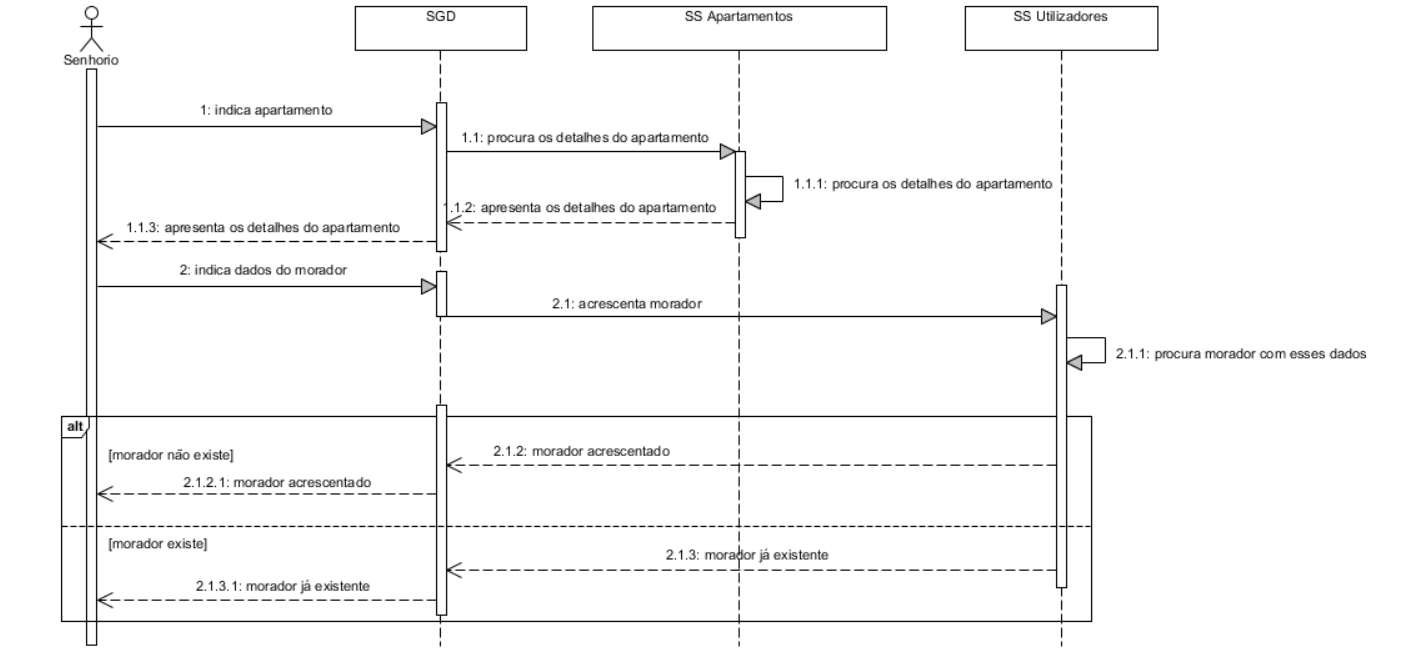 SGD
SS Apartamentos
SS Utilizadores
Senhorio
1: indica apartamento
1.1: procura os detalhes do apartamento
1.1.1: procura os detalhes do apartamento
1.1.2: apresenta os detalhes do apartamento
1.1.3: apresenta os detalhes do apartamento
2: indica dados do morador
2.1: acrescenta morador
2.1.1: procura morador com esses dados
alt
[morador não existe]
2.1.2: morador acrescentado
2.1.2.1: morador acrescentado
[morador existe]
2.1.3: morador já existente
2.1.3.1: morador já existente